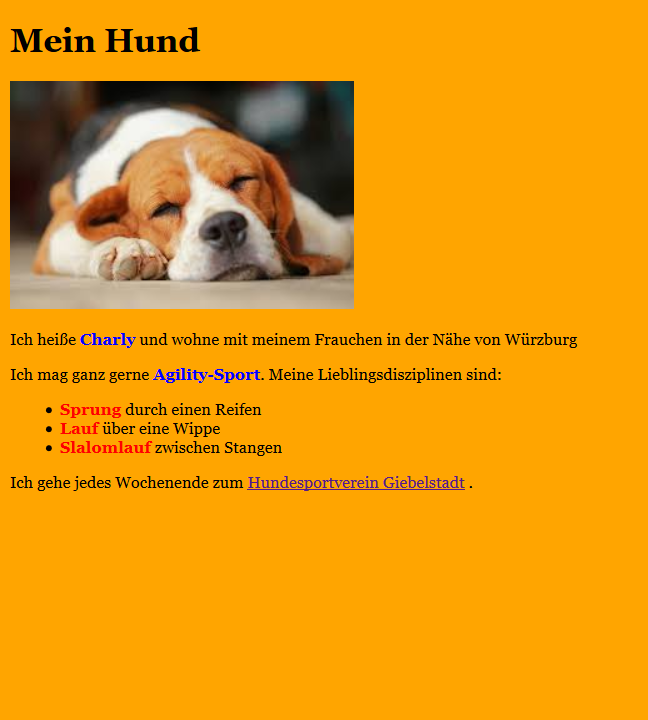 Mein Hund
Ich heiße Charly und wohne mit meinem Frauchen in der Nähe von Würzburg
Ich mag ganz gerne Agility-Sport. Meine Lieblingsdisziplinen sind:
• Sprung durch einen Reifen
• Lauf über eine Wippe
• Slalomlauf zwischen Stangen
Ich gehe jedes Wochenende zum Hundesportverein Giebelstadt .